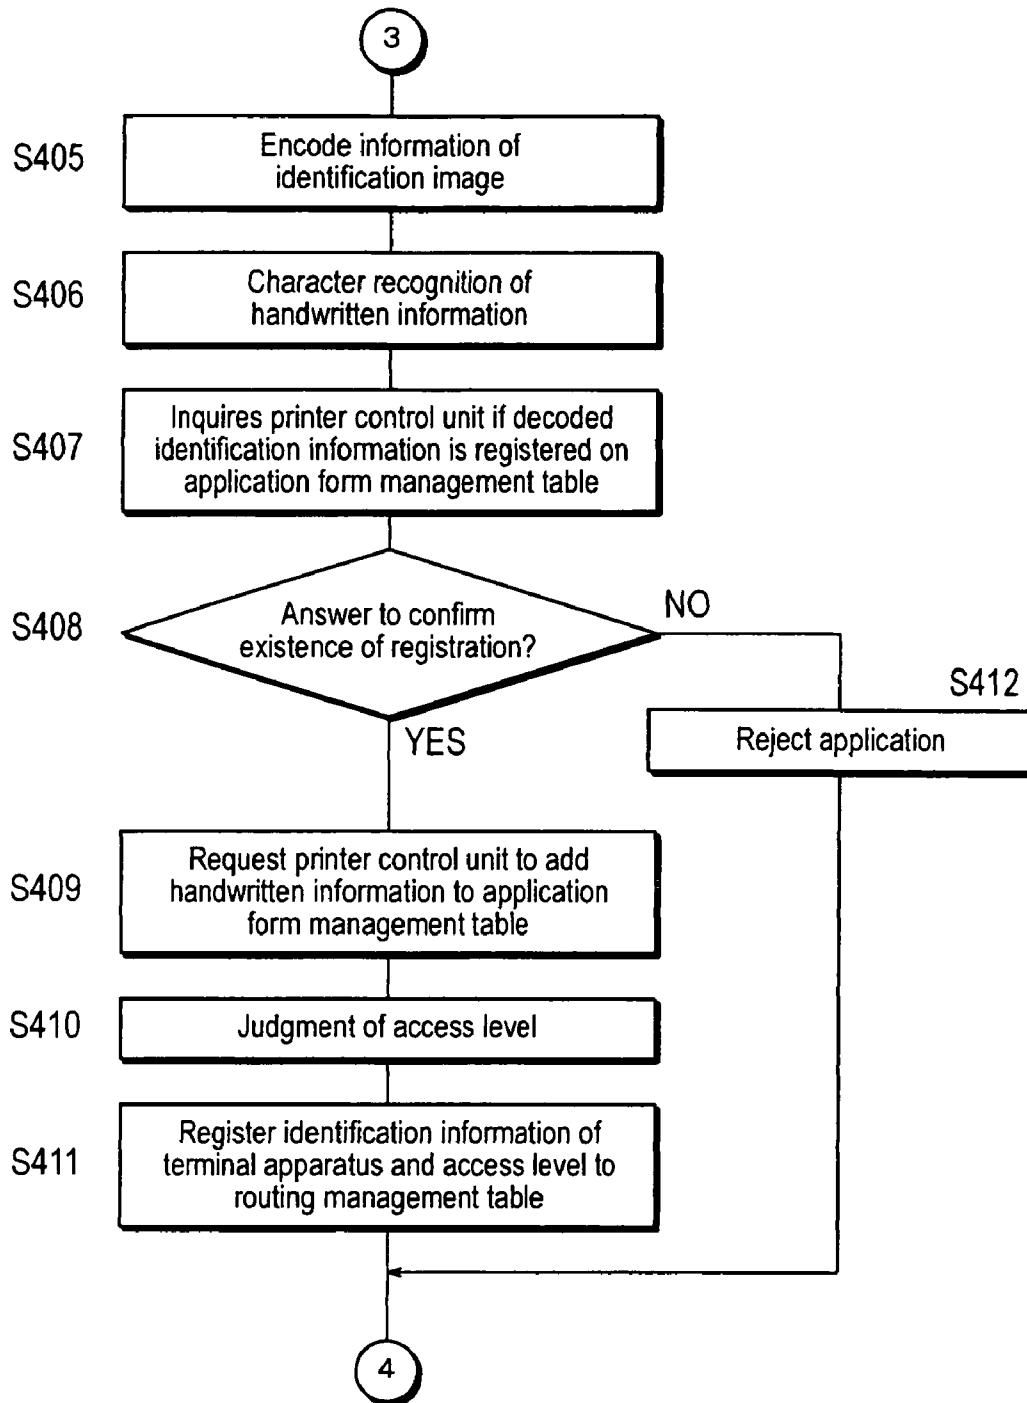 3
S405
Encode information of
identification image
S406
Character recognition of
handwritten information
S407
Inquires printer control unit if decoded
identification information is registered on
application form management table
S408
Answer to confirm
existence of registration?
NO
YES
S412
Reject application
S409
Request printer control unit to add
handwritten information to application
form management table
S410
Judgment of access level
S411
Register identification information of
terminal apparatus and access level to
routing management table
4